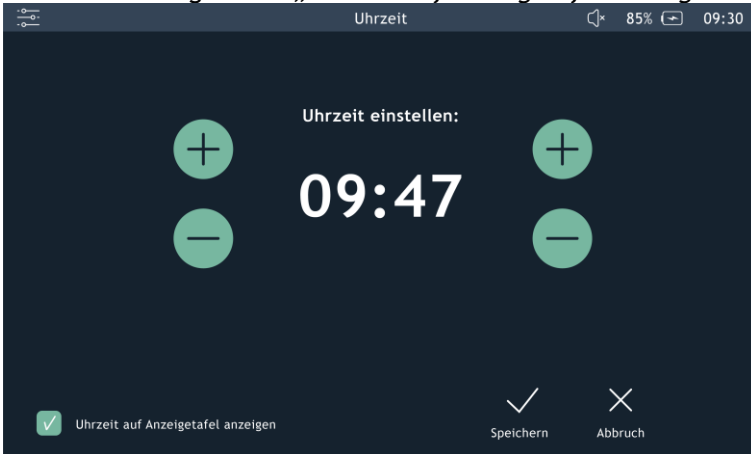 Uhrzeit 85% 09:30
Uhrzeit einstellen:
09:47
Uhrzeit auf Anzeigetafel anzeigen
Speichern Abbruch